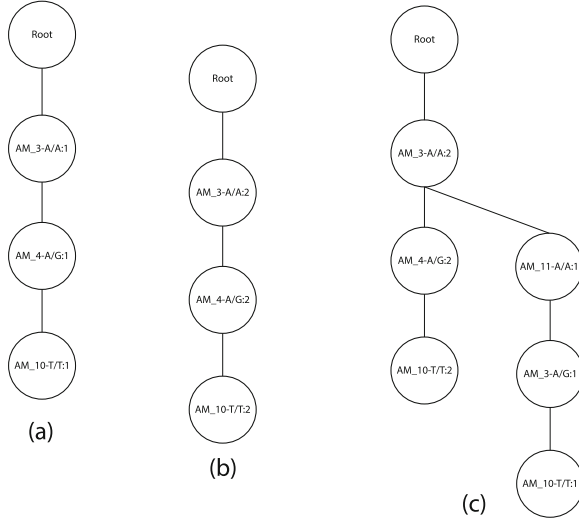 Root
AM_3-A/A:1
AM_4-A/G:1
AM_10-T/T:1
(a)
Root
AM_3-A/A:2
AM_4-A/G:2
AM_10-T/T:2
(b)
Root
AM_3-A/A:2
AM_4-A/G:2
AM_11-A/A:1
AM_10-T/T:2
AM_3-A/G:1
AM_10-T/T:1
(c)